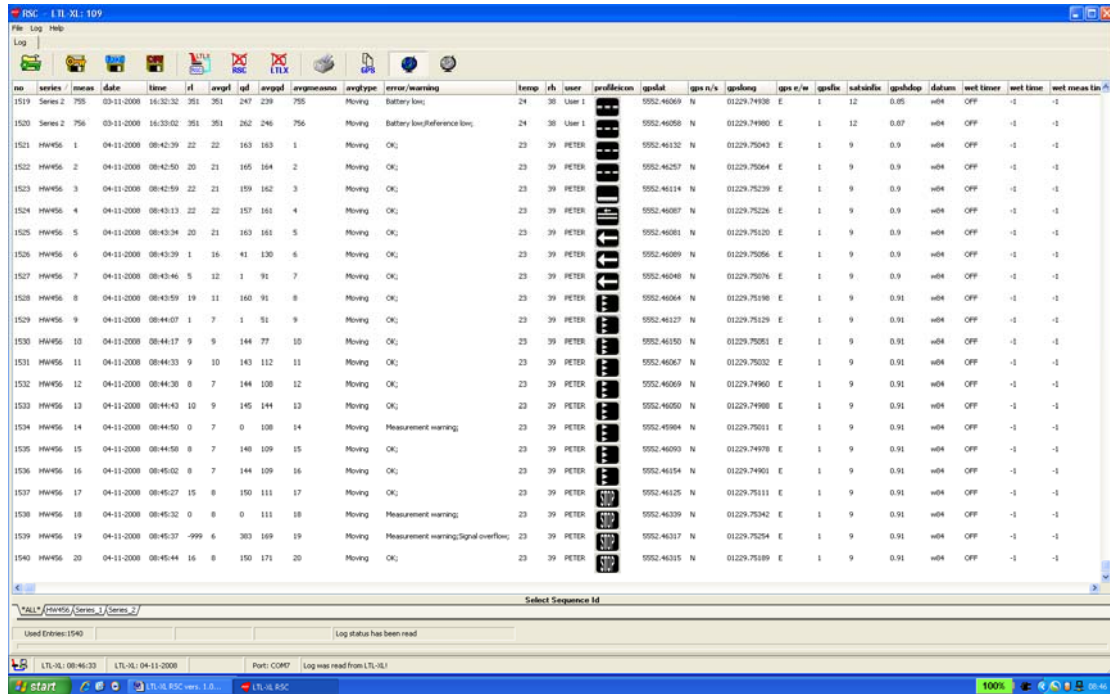 RSC - LTL-XL: 109
File Log Help
Log
LTLX RSC RSC LTLX GPS
no series / meas date time rl avgrl qd avgqd avgmeasno avgtype error/warning temp rh user profileicon gpslat gps n/s gpslong gps e/w gpsfix satsinfix gpshdop datum wet timer wet time wet meas tim
1519 Series 2 755 03-11-2008 16:32:32 351 351 247 239 755 Moving Battery low; 24 38 User 1 5552.46069 N 01229.74938 E 1 12 0.85 w84 OFF -1 -1
1520 Series 2 756 03-11-2008 16:33:02 351 351 262 246 756 Moving Battery low;Reference low; 24 38 User 1 5552.46058 N 01229.74980 E 1 12 0.87 w84 OFF -1 -1
1521 HW456 1 04-11-2008 08:42:39 22 22 163 163 1 Moving OK; 23 39 PETER 5552.46132 N 01229.75043 E 1 9 0.9 w84 OFF -1 -1
1522 HW456 2 04-11-2008 08:42:50 20 21 165 164 2 Moving OK; 23 39 PETER 5552.46257 N 01229.75064 E 1 9 0.9 w84 OFF -1 -1
1523 HW456 3 04-11-2008 08:42:59 22 21 159 162 3 Moving OK; 23 39 PETER 5552.46114 N 01229.75239 E 1 9 0.9 w84 OFF -1 -1
1524 HW456 4 04-11-2008 08:43:13 22 22 157 161 4 Moving OK; 23 39 PETER 5552.46087 N 01229.75226 E 1 9 0.9 w84 OFF -1 -1
1525 HW456 5 04-11-2008 08:43:34 20 21 163 161 5 Moving OK; 23 39 PETER 5552.46081 N 01229.75120 E 1 9 0.9 w84 OFF -1 -1
1526 HW456 6 04-11-2008 08:43:39 1 16 41 130 6 Moving OK; 23 39 PETER 5552.46089 N 01229.75056 E 1 9 0.9 w84 OFF -1 -1
1527 HW456 7 04-11-2008 08:43:46 5 12 1 91 7 Moving OK; 23 39 PETER 5552.46048 N 01229.75076 E 1 9 0.9 w84 OFF -1 -1
1528 HW456 8 04-11-2008 08:43:59 19 11 160 91 8 Moving OK; 23 39 PETER 5552.46064 N 01229.75198 E 1 9 0.91 w84 OFF -1 -1
1529 HW456 9 04-11-2008 08:44:07 1 7 1 51 9 Moving OK; 23 39 PETER 5552.46127 N 01229.75129 E 1 9 0.91 w84 OFF -1 -1
1530 HW456 10 04-11-2008 08:44:17 9 9 144 77 10 Moving OK; 23 39 PETER 5552.46150 N 01229.75051 E 1 9 0.91 w84 OFF -1 -1
1531 HW456 11 04-11-2008 08:44:33 9 10 143 112 11 Moving OK; 23 39 PETER 5552.46067 N 01229.75032 E 1 9 0.91 w84 OFF -1 -1
1532 HW456 12 04-11-2008 08:44:38 8 7 144 108 12 Moving OK; 23 39 PETER 5552.46069 N 01229.74960 E 1 9 0.91 w84 OFF -1 -1
1533 HW456 13 04-11-2008 08:44:43 10 9 145 144 13 Moving OK; 23 39 PETER 5552.46050 N 01229.74988 E 1 9 0.91 w84 OFF -1 -1
1534 HW456 14 04-11-2008 08:44:50 0 7 0 108 14 Moving Measurement warning; 23 39 PETER 5552.45984 N 01229.75011 E 1 9 0.91 w84 OFF -1 -1
1535 HW456 15 04-11-2008 08:44:58 8 7 148 109 15 Moving OK; 23 39 PETER 5552.46093 N 01229.74978 E 1 9 0.91 w84 OFF -1 -1
1536 HW456 16 04-11-2008 08:45:02 8 7 144 109 16 Moving OK; 23 39 PETER 5552.46154 N 01229.74901 E 1 9 0.91 w84 OFF -1 -1
1537 HW456 17 04-11-2008 08:45:27 15 8 150 111 17 Moving OK; 23 39 PETER STOP 5552.46125 N 01229.75111 E 1 9 0.91 w84 OFF -1 -1
1538 HW456 18 04-11-2008 08:45:32 0 8 0 111 18 Moving Measurement warning; 23 39 PETER STOP 5552.46339 N 01229.75342 E 1 9 0.91 w84 OFF -1 -1
1539 HW456 19 04-11-2008 08:45:37 -999 6 383 169 19 Moving Measurement warning;Signal overflow; 23 39 PETER STOP 5552.46317 N 01229.75254 E 1 9 0.91 w84 OFF -1 -1
1540 HW456 20 04-11-2008 08:45:44 16 8 150 171 20 Moving OK; 23 39 PETER STOP 5552.46315 N 01229.75189 E 1 9 0.91 w84 OFF -1 -1
Select Sequence Id
*ALL* HW456 Series_1 Series_2
Used Entries:1540 Log status has been read
LTL-XL: 08:46:33 LTL-XL: 04-11-2008 Port: COM7 Log was read from LTL-XL!
start LTL-XL RSC vers. 1.0... LTL-XL RSC 100% 08:46